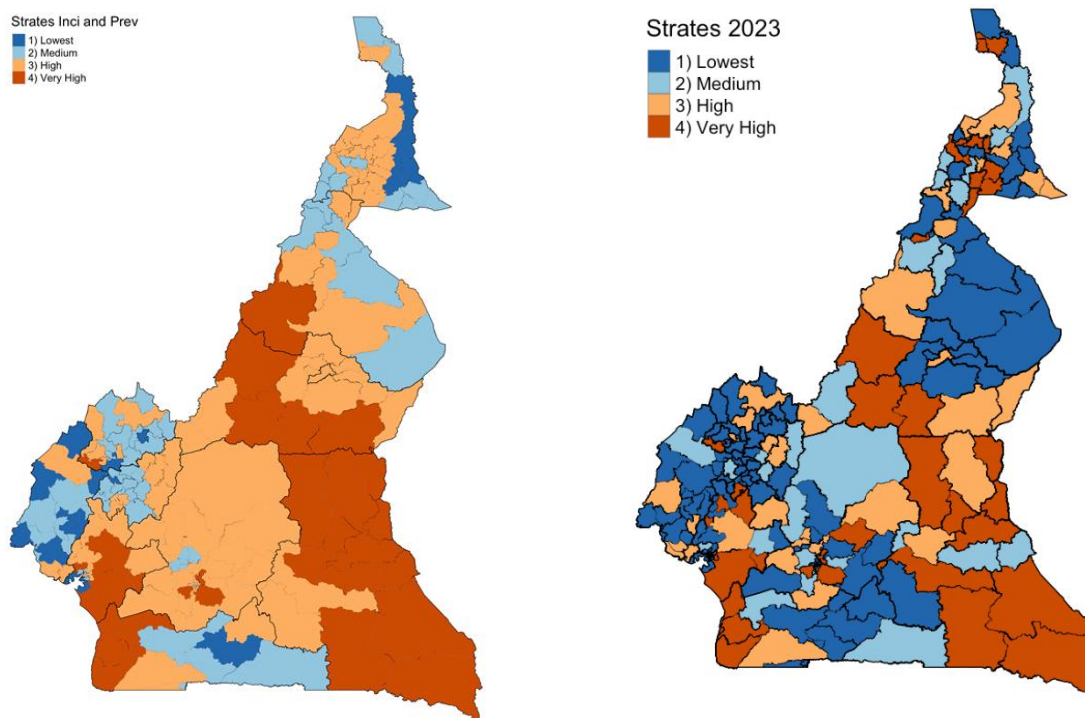 Strates Inci and Prev
1) Lowest
2) Medium
3) High
4) Very High
Strates 2023
1) Lowest
2) Medium
3) High
4) Very High